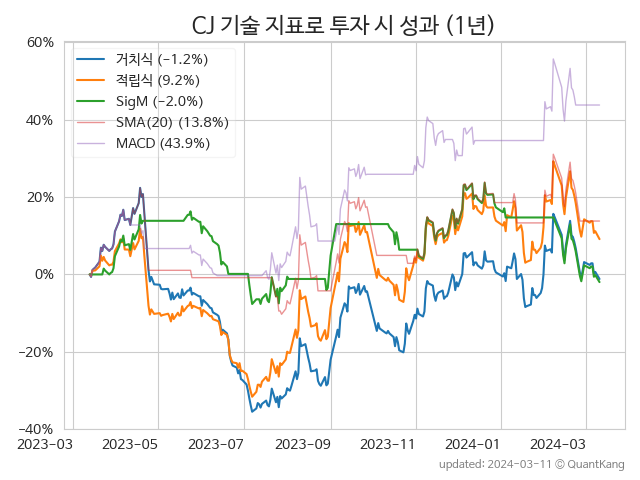 CJ 기술 지표로 투자 시 성과 (1년)
60%
40%
20%
0%
−20%
−40%
거치식 (−1.2%)
적립식 (9.2%)
SigM (−2.0%)
SMA(20) (13.8%)
MACD (43.9%)
2023-03 2023-05 2023-07 2023-09 2023-11 2024-01 2024-03
updated: 2024-03-11 © QuantKang